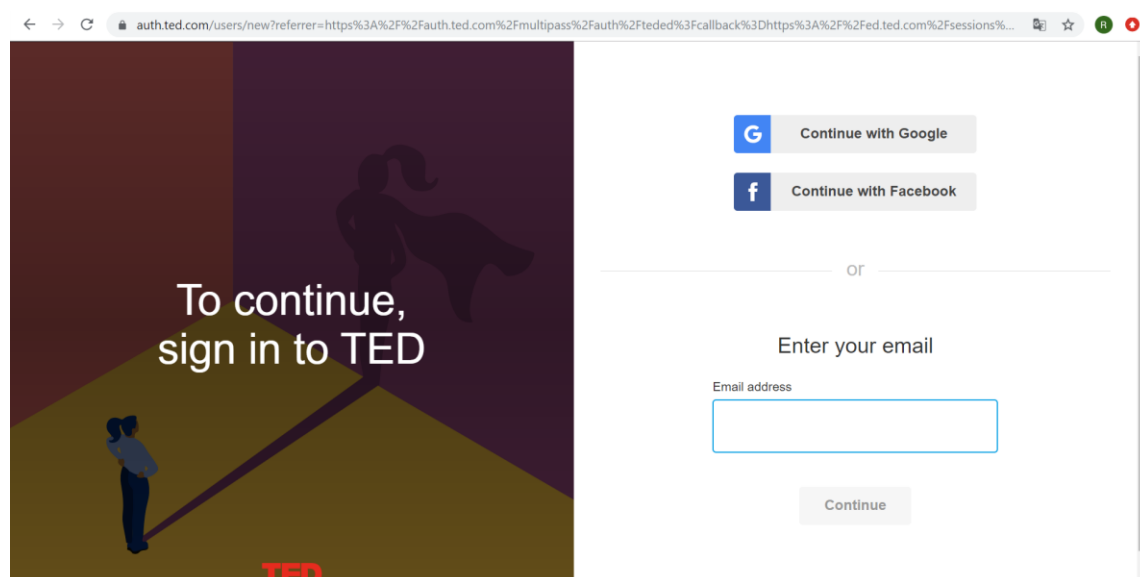 auth.ted.com/users/new?referrer=https%3A%2F%2Fauth.ted.com%2Fmultipass%2Fauth%2Fteded%3Fcallback%3Dhttps%3A%2F%2Fed.ted.com%2Fsessions%...
R
G
Continue with Google
f
Continue with Facebook
or
To continue,
sign in to TED
Enter your email
Email address
Continue
TED